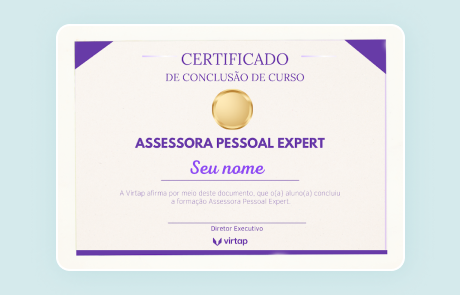 CERTIFICADO
DE CONCLUSÃO DE CURSO
ASSESSORA PESSOAL EXPERT
Seu nome
A Virtap afirma por meio deste documento, que o(a) aluno(a) concluiu
a formação Assessora Pessoal Expert.
Diretor Executivo
virtap